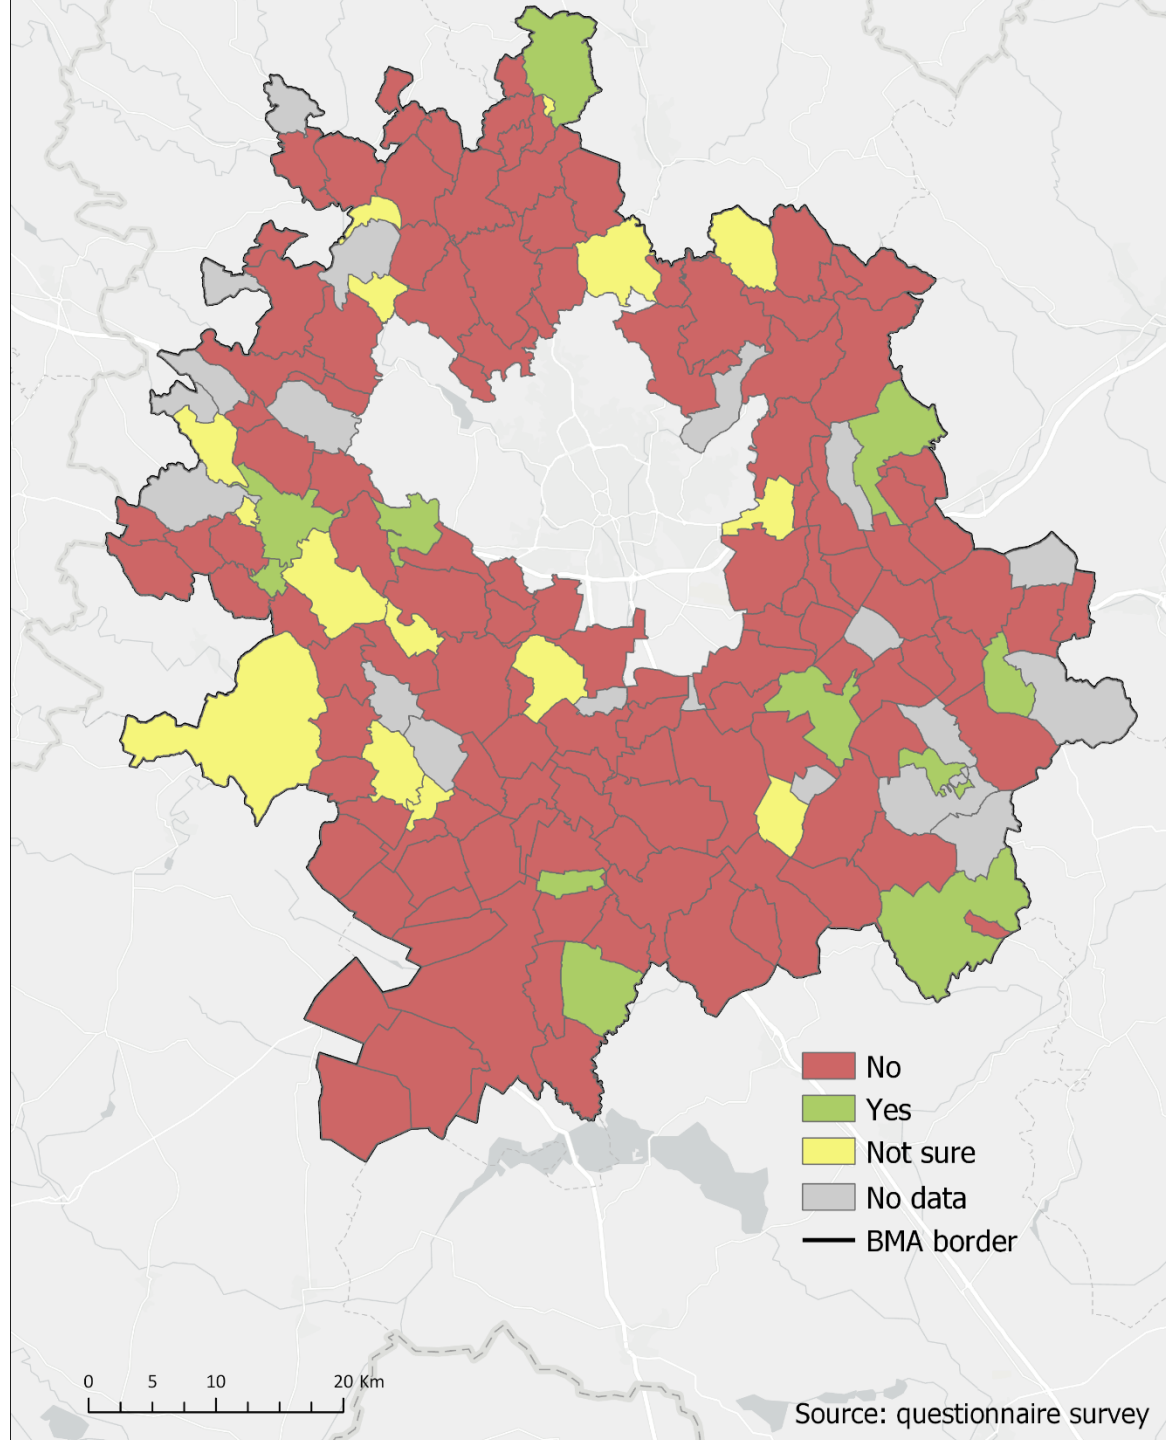 No
Yes
Not sure
No data
BMA border
0 5 10 20 Km
Source: questionnaire survey